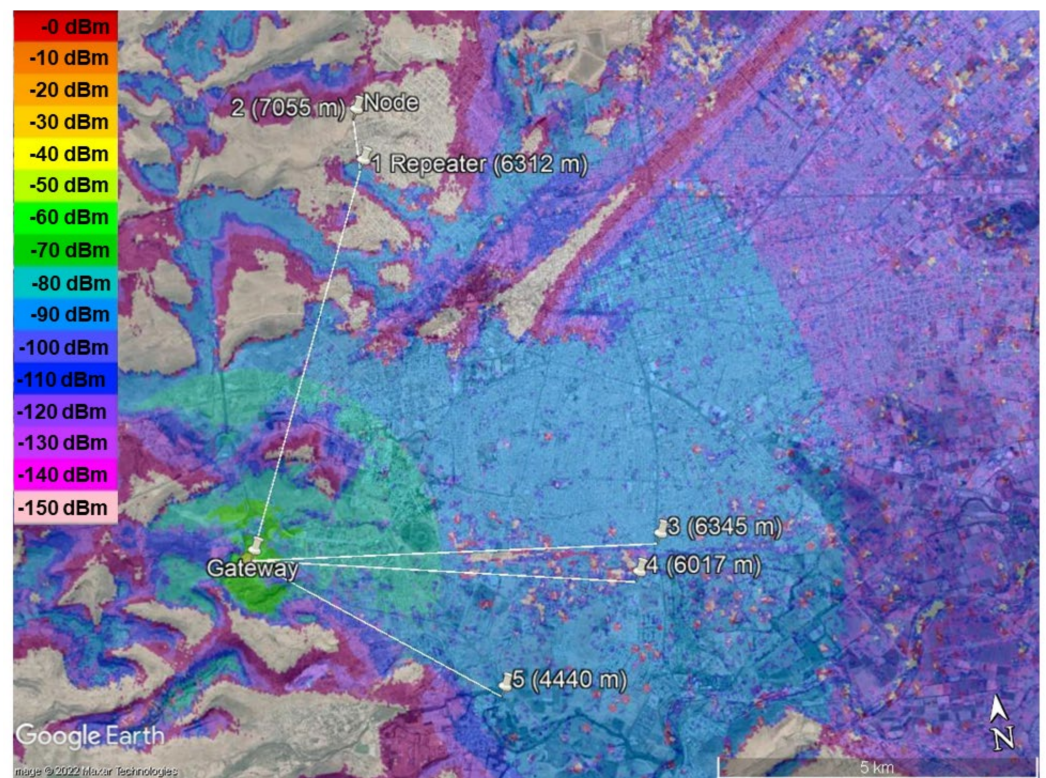 -0 dBm
-10 dBm
-20 dBm
-30 dBm
-40 dBm
-50 dBm
-60 dBm
-70 dBm
-80 dBm
-90 dBm
-100 dBm
-110 dBm
-120 dBm
-130 dBm
-140 dBm
-150 dBm
2 (7055 m) Node
1 Repeater (6312 m)
Gateway
3 (6345 m)
4 (6017 m)
5 (4440 m)
N
Google Earth
Image © 2022 Maxar Technologies
5 km